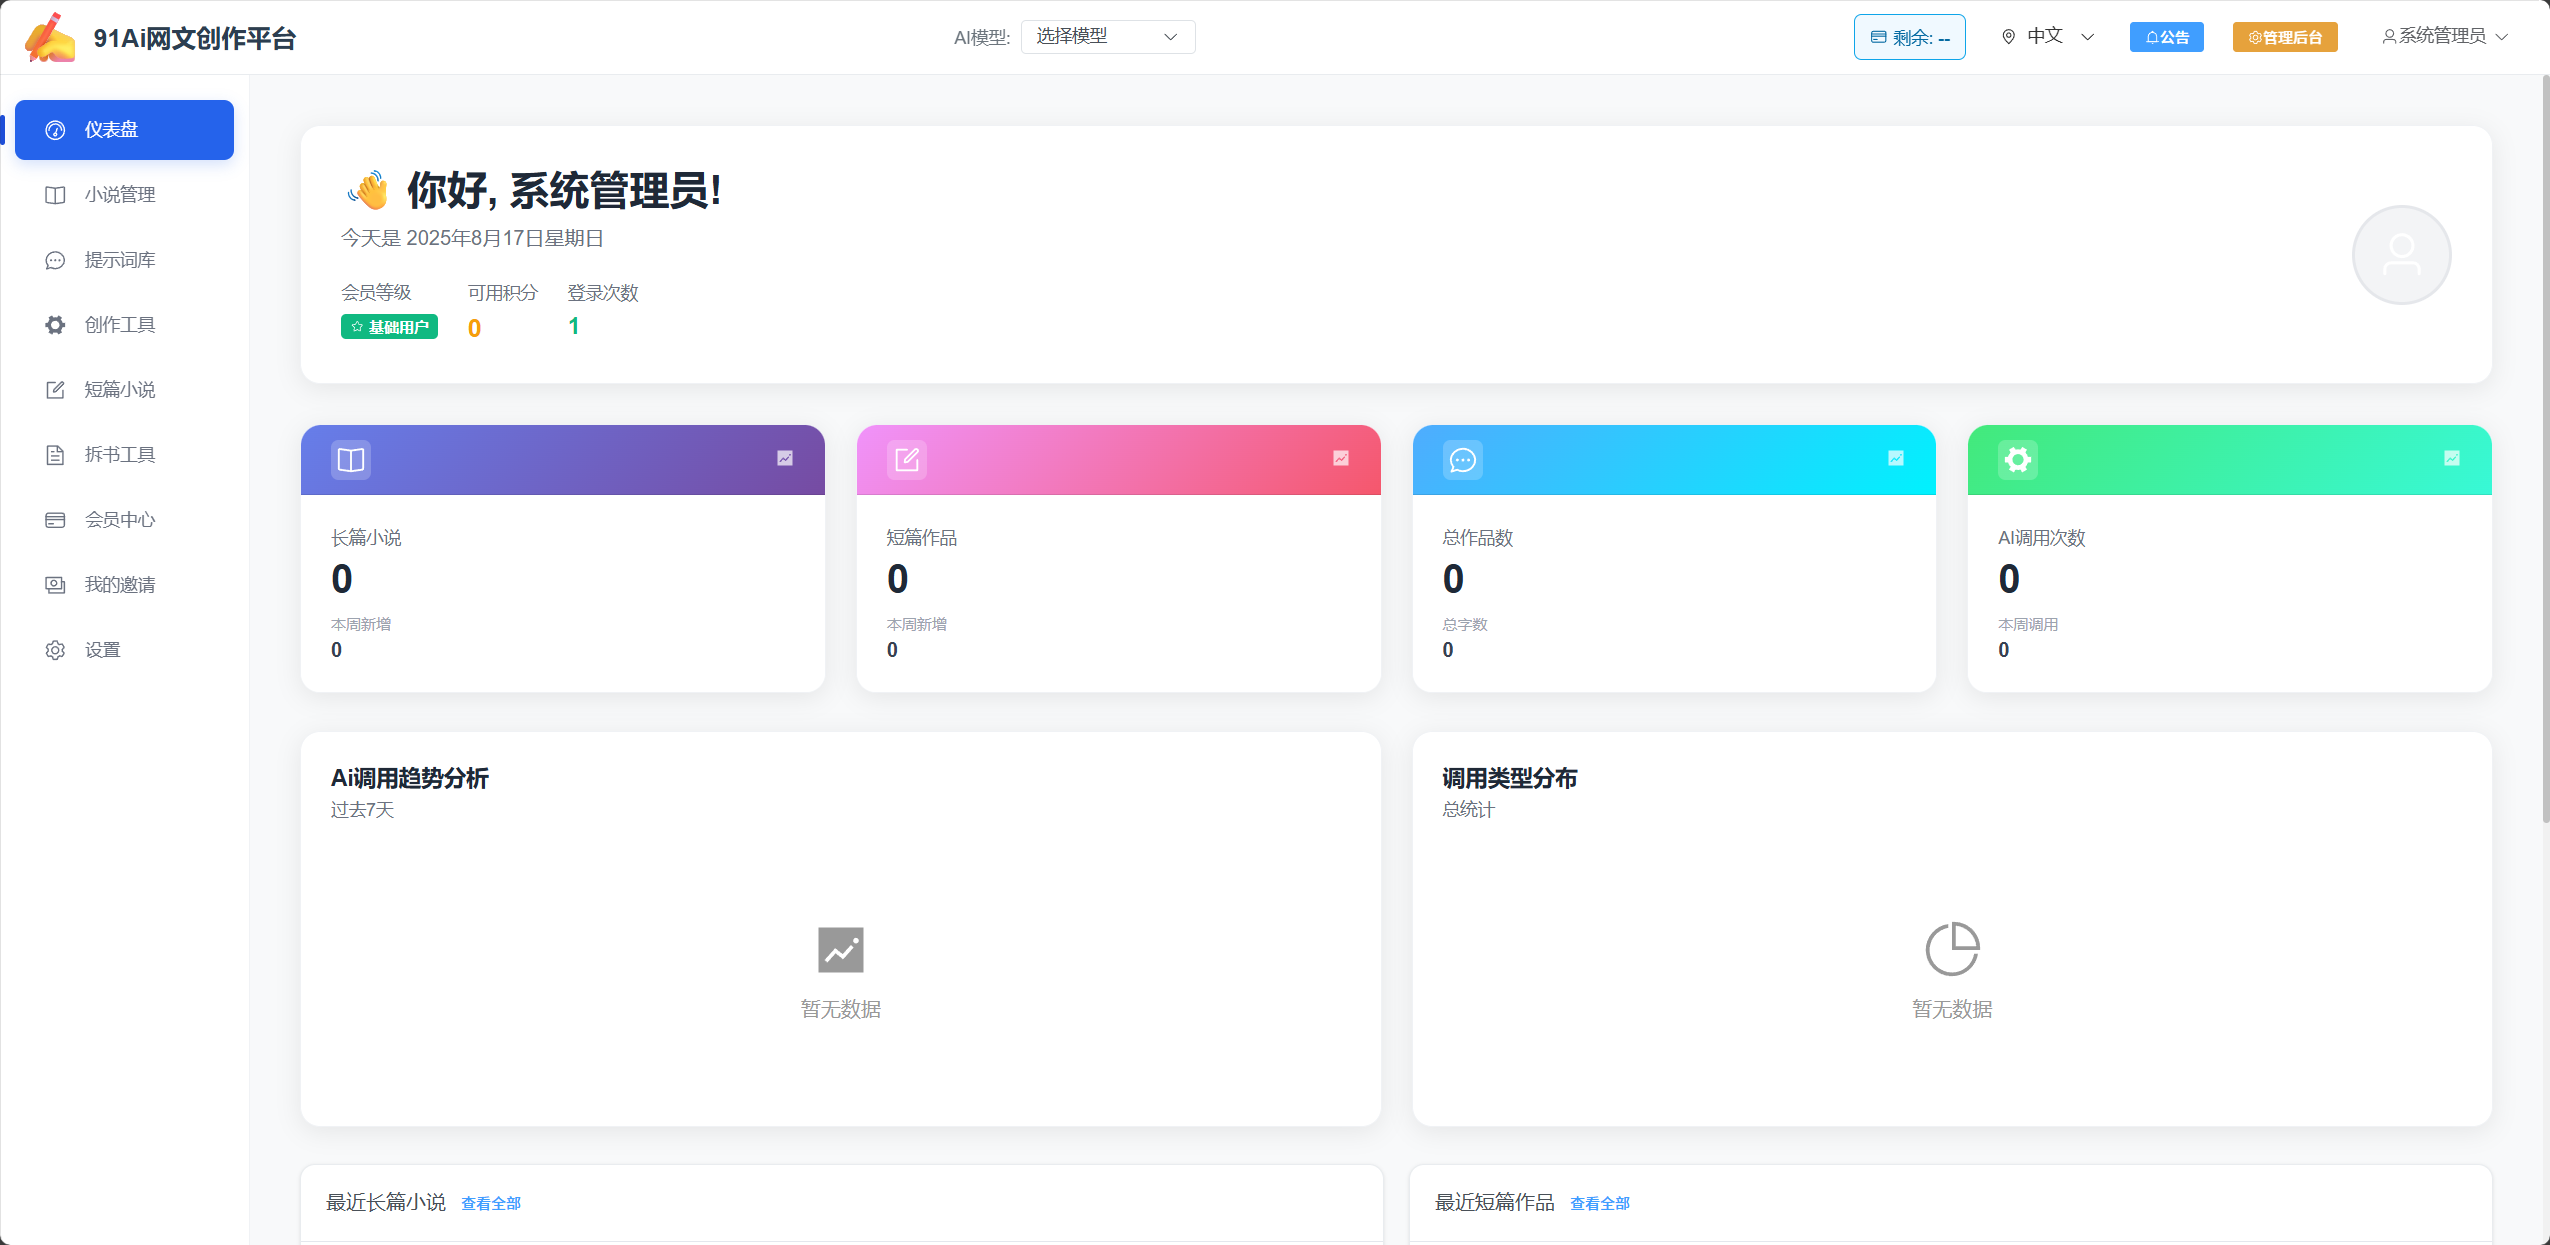 91Ai网文创作平台
AI模型: 选择模型
剩余: --
中文
公告
管理后台
系统管理员
仪表盘
小说管理
提示词库
创作工具
短篇小说
拆书工具
会员中心
我的邀请
设置
你好, 系统管理员!
今天是 2025年8月17日星期日
会员等级 可用积分 登录次数
基础用户 0 1
长篇小说
0
本周新增
0
短篇作品
0
本周新增
0
总作品数
0
总字数
0
AI调用次数
0
本周调用
0
Ai调用趋势分析
过去7天
暂无数据
调用类型分布
总统计
暂无数据
最近长篇小说 查看全部
最近短篇作品 查看全部